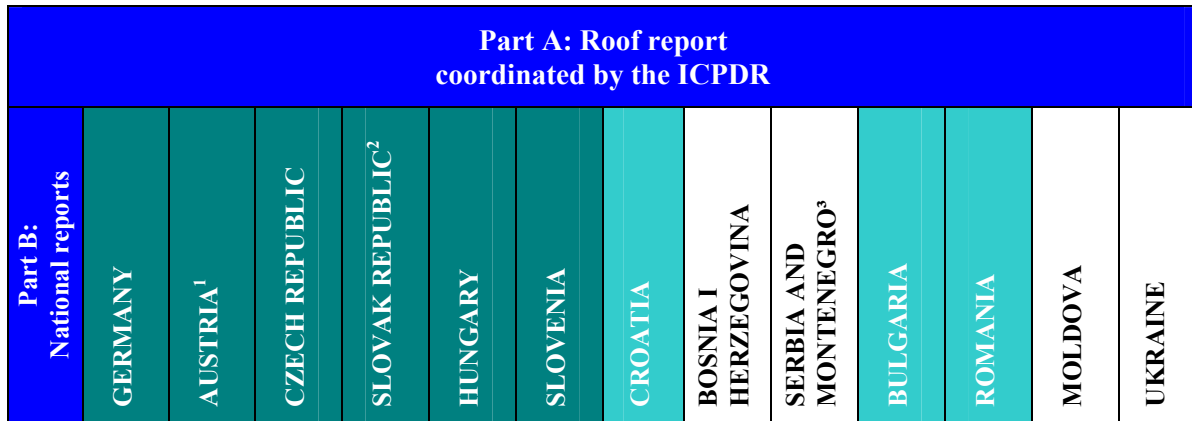 Part A: Roof report
coordinated by the ICPDR
Part B:
National reports
GERMANY
AUSTRIA¹
CZECH REPUBLIC
SLOVAK REPUBLIC²
HUNGARY
SLOVENIA
CROATIA
BOSNIA I
HERZEGOVINA
SERBIA AND
MONTENEGRO³
BULGARIA
ROMANIA
MOLDOVA
UKRAINE